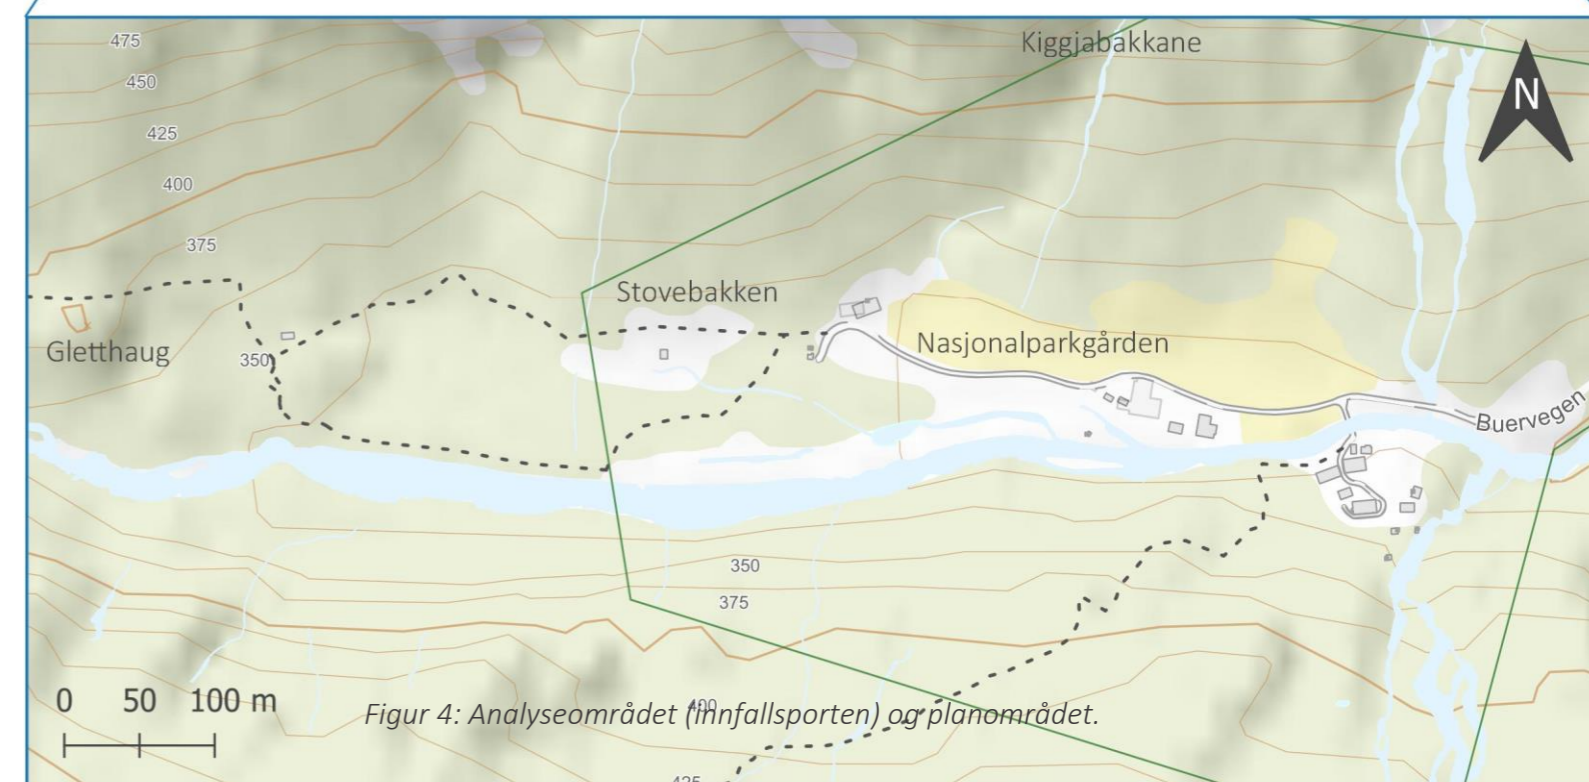 475
Kiggjabakkane
450
N
425
400
375
Stovebakken
Gletthaug
350
Nasjonalparkgården
Buervegen
350
375
0 50 100 m
400
Figur 4: Analyseområdet (innfallsporten) og planområdet.
425